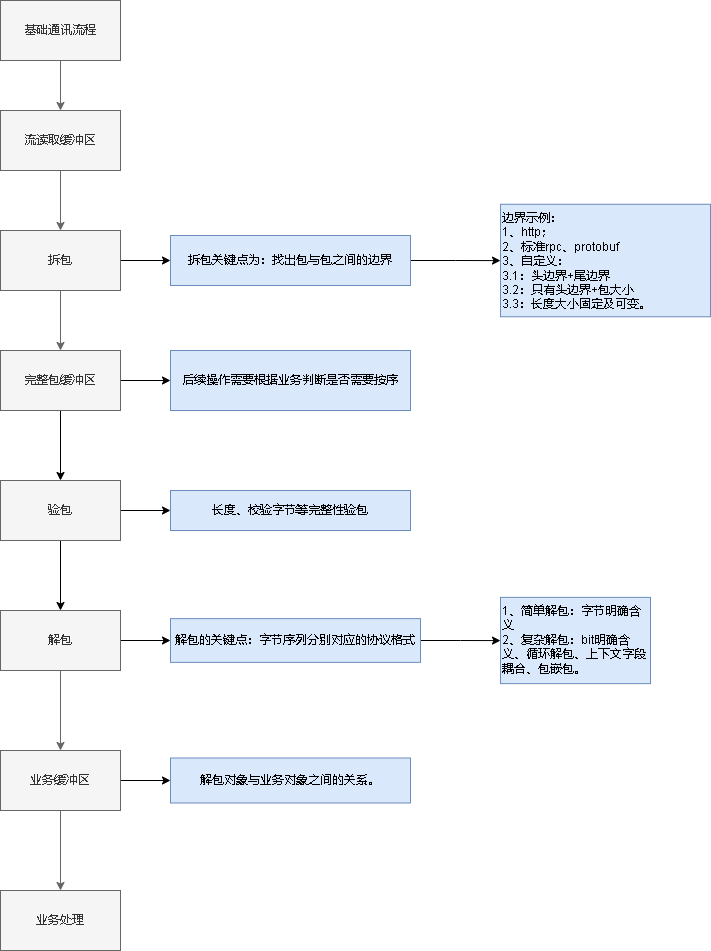 基础通讯流程
流读取缓冲区
拆包
拆包关键点为：找出包与包之间的边界
边界示例：
1、http；
2、标准rpc、protobuf
3、自定义：
3.1：头边界+尾边界
3.2：只有头边界+包大小
3.3：长度大小固定及可变。
完整包缓冲区
后续操作需要根据业务判断是否需要按序
验包
长度、校验字节等完整性验包
解包
解包的关键点：字节序列分别对应的协议格式
1、简单解包：字节明确含
义
2、复杂解包：bit明确含
义、循环解包、上下文字段
耦合、包嵌包。
业务缓冲区
解包对象与业务对象之间的关系。
业务处理